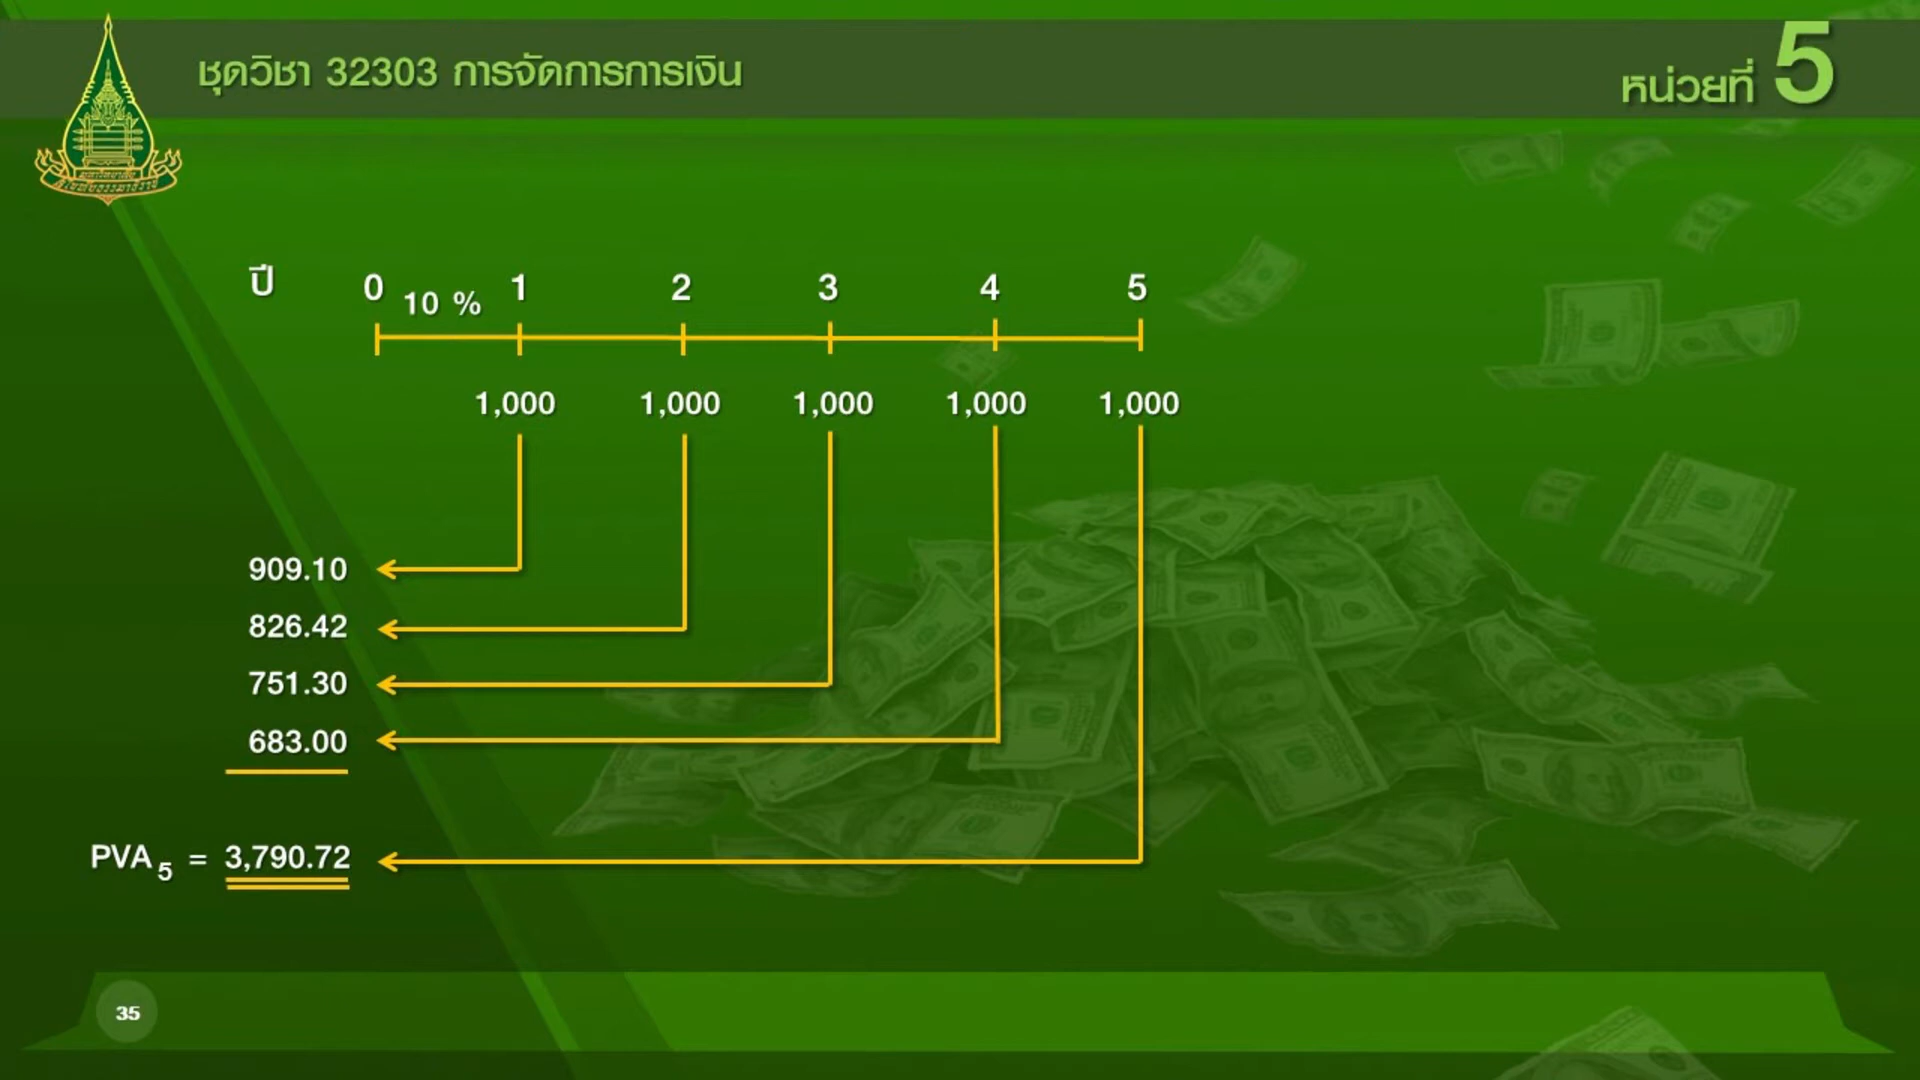 ชุดวิชา 32303 การจัดการการเงิน
หน่วยที่ 5
ปี 0 10 % 1 2 3 4 5
1,000 1,000 1,000 1,000 1,000
909.10
826.42
751.30
683.00
PVA5 = 3,790.72
35